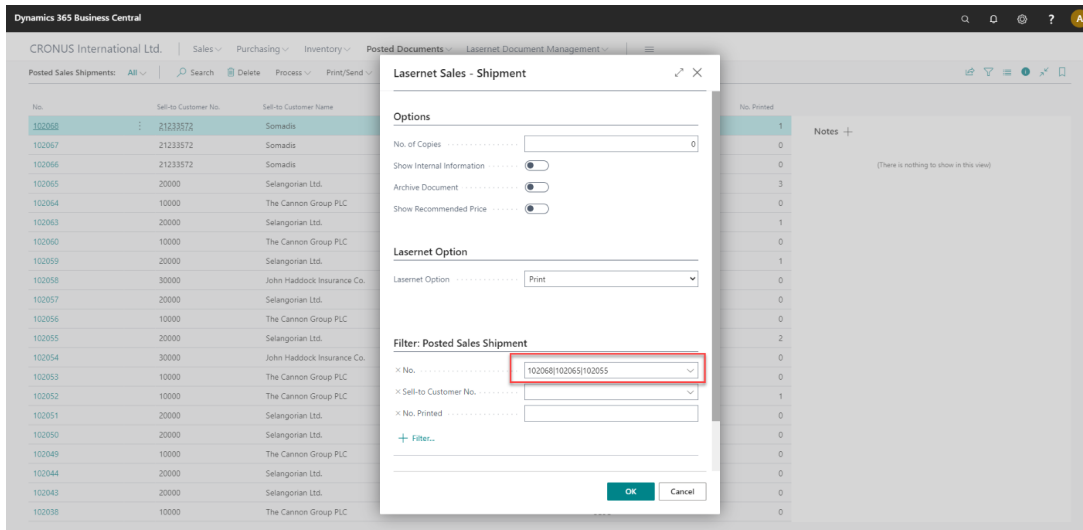 Dynamics 365 Business Central
CRONUS International Ltd. Sales Purchasing Inventory Posted Documents Lasernet Document Management
Posted Sales Shipments: All Search Delete Process Print/Send
Lasernet Sales - Shipment
No. Sell-to Customer No. Sell-to Customer Name No. Printed
102068 21233572 Somadis 1
102067 21233572 Somadis 0
102066 21233572 Somadis 0
102065 20000 Selangorian Ltd. 3
102064 10000 The Cannon Group PLC 0
102063 20000 Selangorian Ltd. 1
102060 10000 The Cannon Group PLC 0
102059 20000 Selangorian Ltd. 1
102058 30000 John Haddock Insurance Co. 0
102057 20000 Selangorian Ltd. 0
102056 10000 The Cannon Group PLC 0
102055 20000 Selangorian Ltd. 2
102054 30000 John Haddock Insurance Co. 0
102053 10000 The Cannon Group PLC 0
102052 10000 The Cannon Group PLC 1
102051 20000 Selangorian Ltd. 0
102050 20000 Selangorian Ltd. 0
102049 10000 The Cannon Group PLC 0
102044 20000 Selangorian Ltd. 0
102043 20000 Selangorian Ltd. 0
102038 10000 The Cannon Group PLC 0
Options
No. of Copies 0
Show Internal Information
Archive Document
Show Recommended Price
Lasernet Option
Lasernet Option Print
Filter: Posted Sales Shipment
× No. 102068|102065|102055
× Sell-to Customer No.
× No. Printed
+ Filter...
OK Cancel
Notes +
(There is nothing to show in this view)